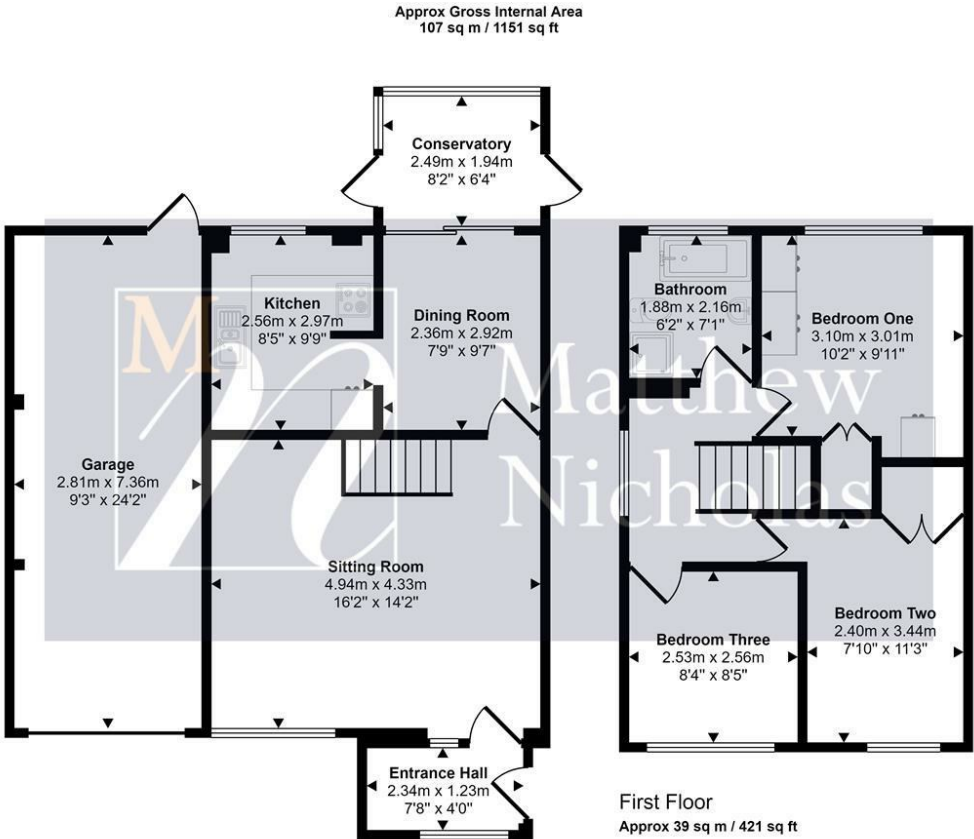 Approx Gross Internal Area
107 sq m / 1151 sq ft
Conservatory
2.49m x 1.94m
8'2" x 6'4"
Kitchen
2.56m x 2.97m
8'5" x 9'9"
Dining Room
2.36m x 2.92m
7'9" x 9'7"
Bathroom
1.88m x 2.16m
6'2" x 7'1"
Bedroom One
3.10m x 3.01m
10'2" x 9'11"
M
n
Matthew
Nicholas
Garage
2.81m x 7.36m
9'3" x 24'2"
Sitting Room
4.94m x 4.33m
16'2" x 14'2"
Bedroom Three
2.53m x 2.56m
8'4" x 8'5"
Bedroom Two
2.40m x 3.44m
7'10" x 11'3"
Entrance Hall
2.34m x 1.23m
7'8" x 4'0"
First Floor
Approx 39 sq m / 421 sq ft